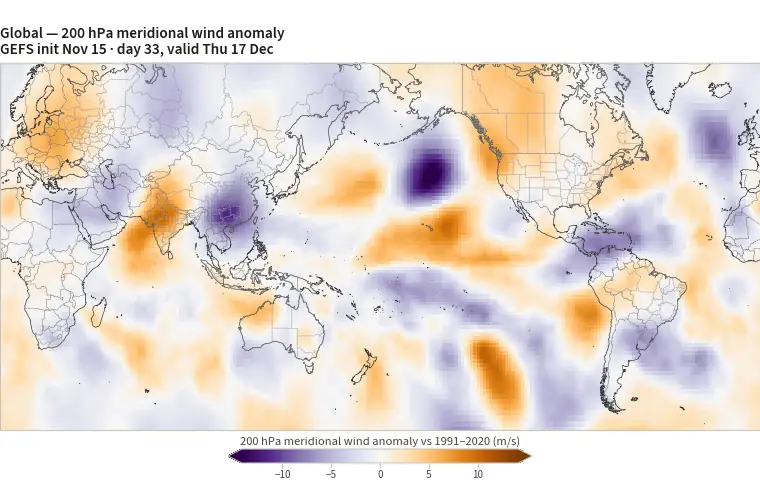 Global — 200 hPa meridional wind anomaly
GEFS init Nov 15 · day 33, valid Thu 17 Dec
200 hPa meridional wind anomaly vs 1991–2020 (m/s)
−10 −5 0 5 10